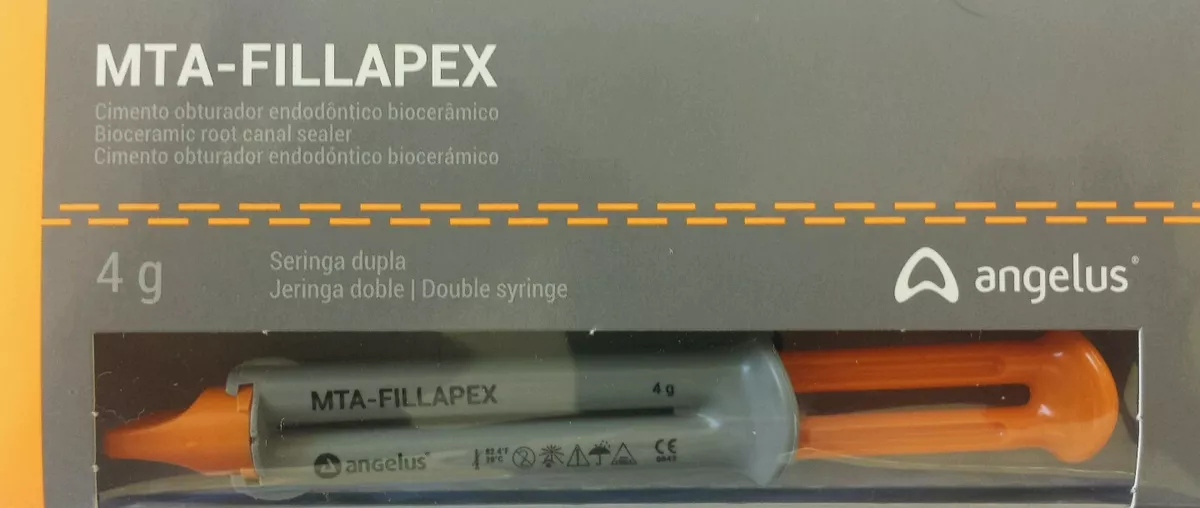 MTA-FILLAPEX
Cimento obturador endodôntico biocerâmico
Bioceramic root canal sealer
Cimento obturador endodóntico biocerámico
4 g
Seringa dupla
Jeringa doble | Double syringe
angelus®
MTA-FILLAPEX
4 g
angelus®
CE